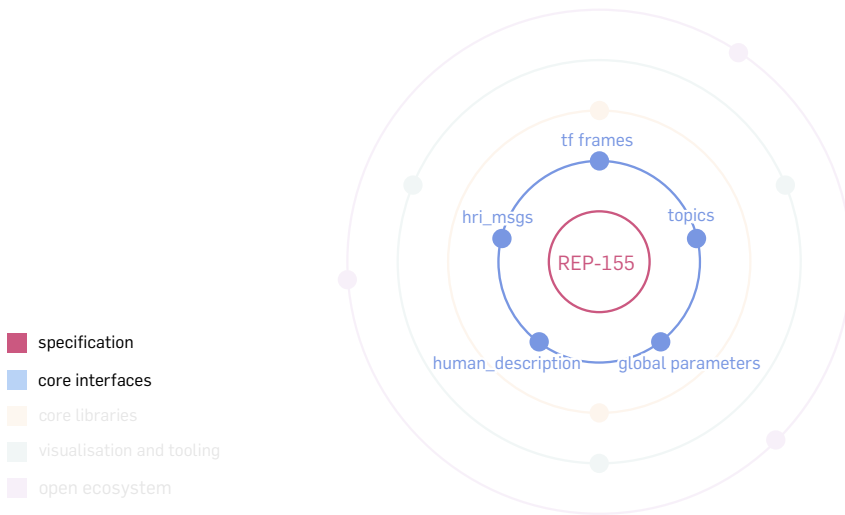 tf frames
hri_msgs
topics
REP-155
human_description
global parameters
specification
core interfaces
core libraries
visualisation and tooling
open ecosystem